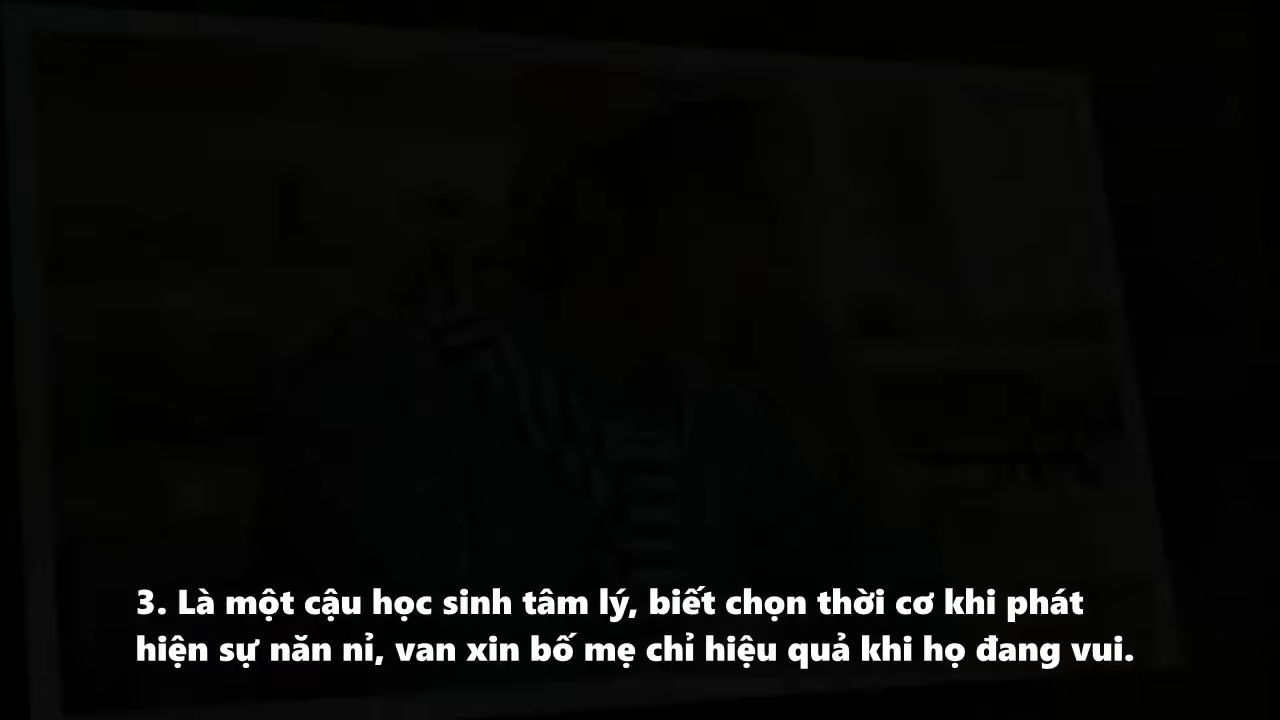 3. Là một cậu học sinh tâm lý, biết chọn thời cơ khi phát
hiện sự năn nỉ, van xin bố mẹ chỉ hiệu quả khi họ đang vui.